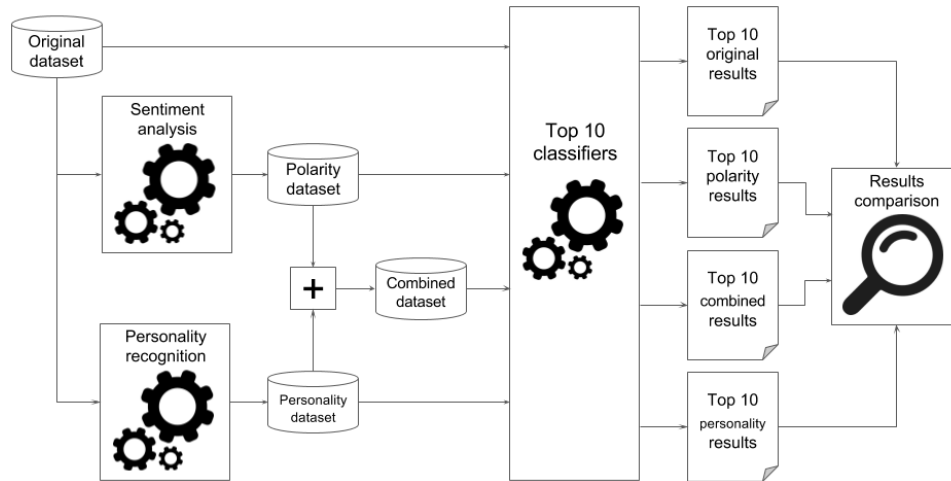 Original
dataset
Sentiment
analysis
Polarity
dataset
+
Combined
dataset
Personality
recognition
Personality
dataset
Top 10
classifiers
Top 10
original
results
Top 10
polarity
results
Top 10
combined
results
Top 10
personality
results
Results
comparison